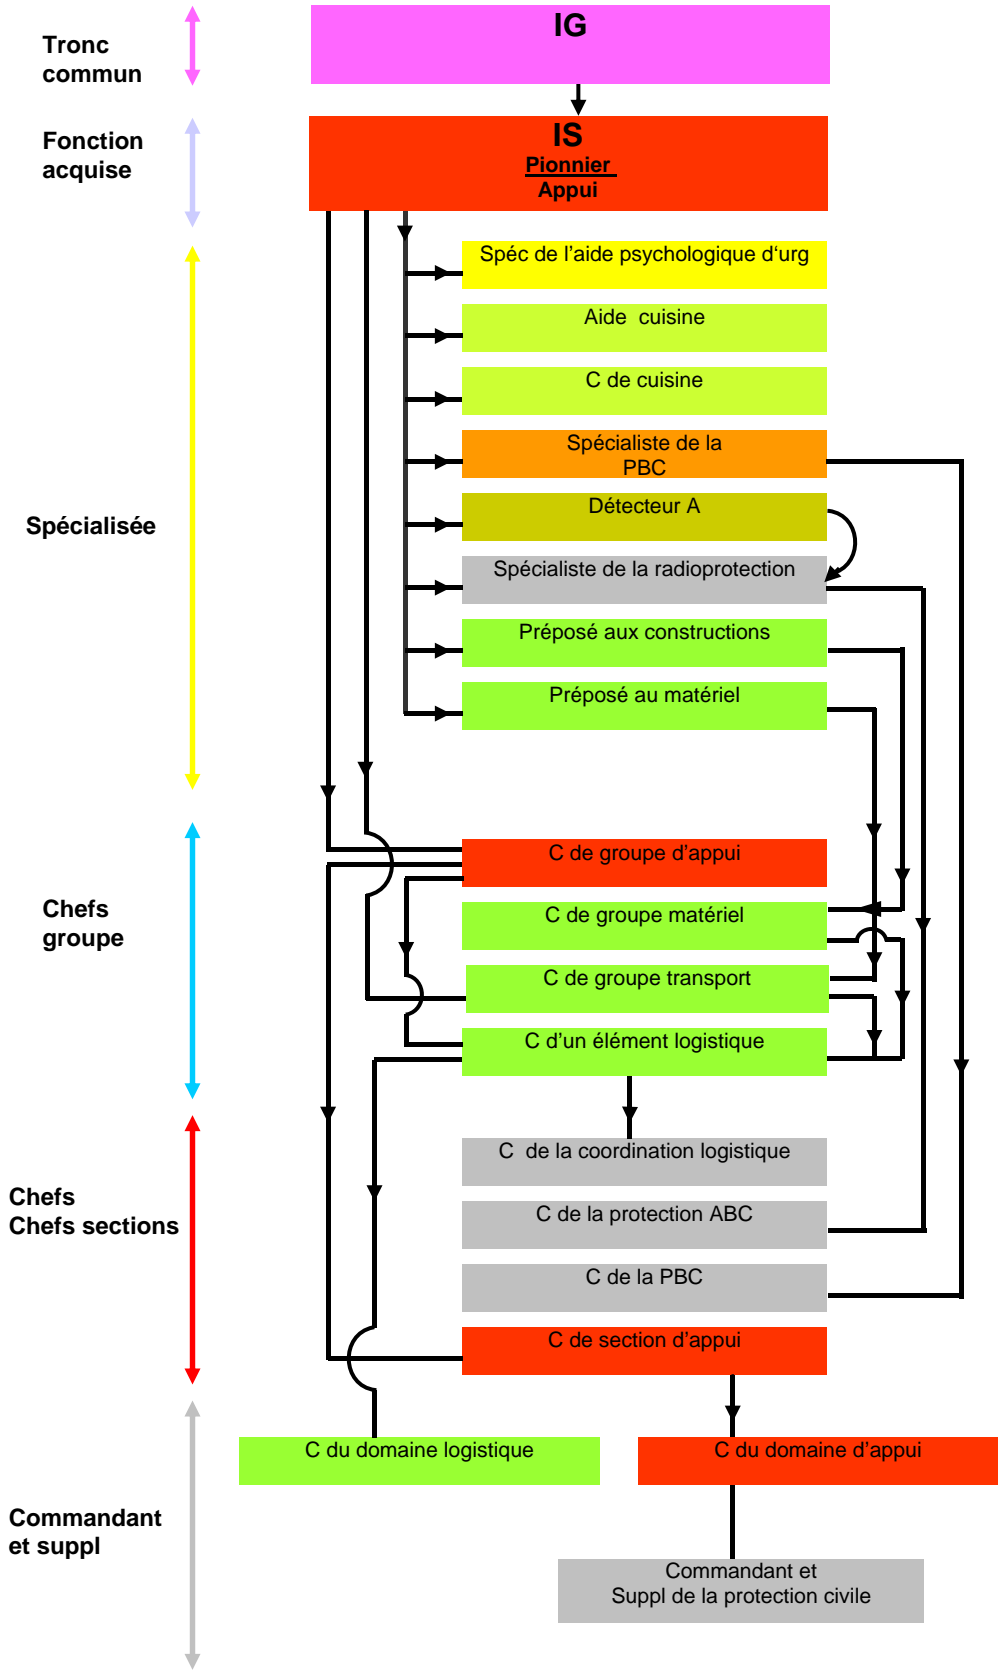 IG
Tronc
commun
IS
Pionnier
Appui
Fonction
acquise
Spéc de l’aide psychologique d‘urg
Aide  cuisine
C de cuisine
Spécialiste de la
PBC
Détecteur A
Spécialisée
Spécialiste de la radioprotection
Préposé aux constructions
Préposé au matériel
C de groupe d’appui
Chefs
groupe
C de groupe matériel
C de groupe transport
C d’un élément logistique
C  de la coordination logistique
Chefs
Chefs sections
C de la protection ABC
C de la PBC
C de section d’appui
C du domaine logistique
C du domaine d’appui
Commandant
et suppl
Commandant et
Suppl de la protection civile